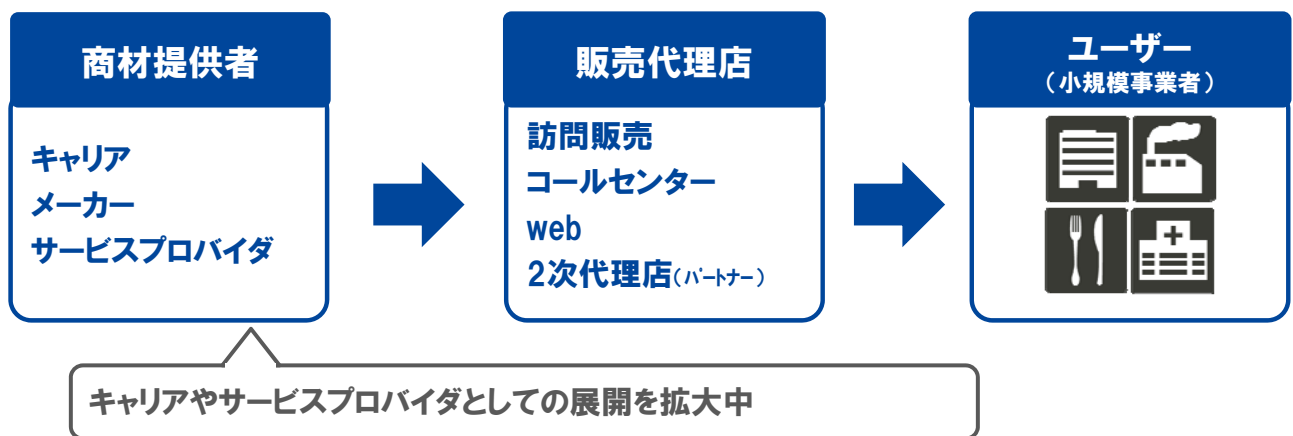 商材提供者
キャリア
メーカー
サービスプロバイダ
販売代理店
訪問販売
コールセンター
web
2次代理店(パートナー)
ユーザー
(小規模事業者)
キャリアやサービスプロバイダとしての展開を拡大中